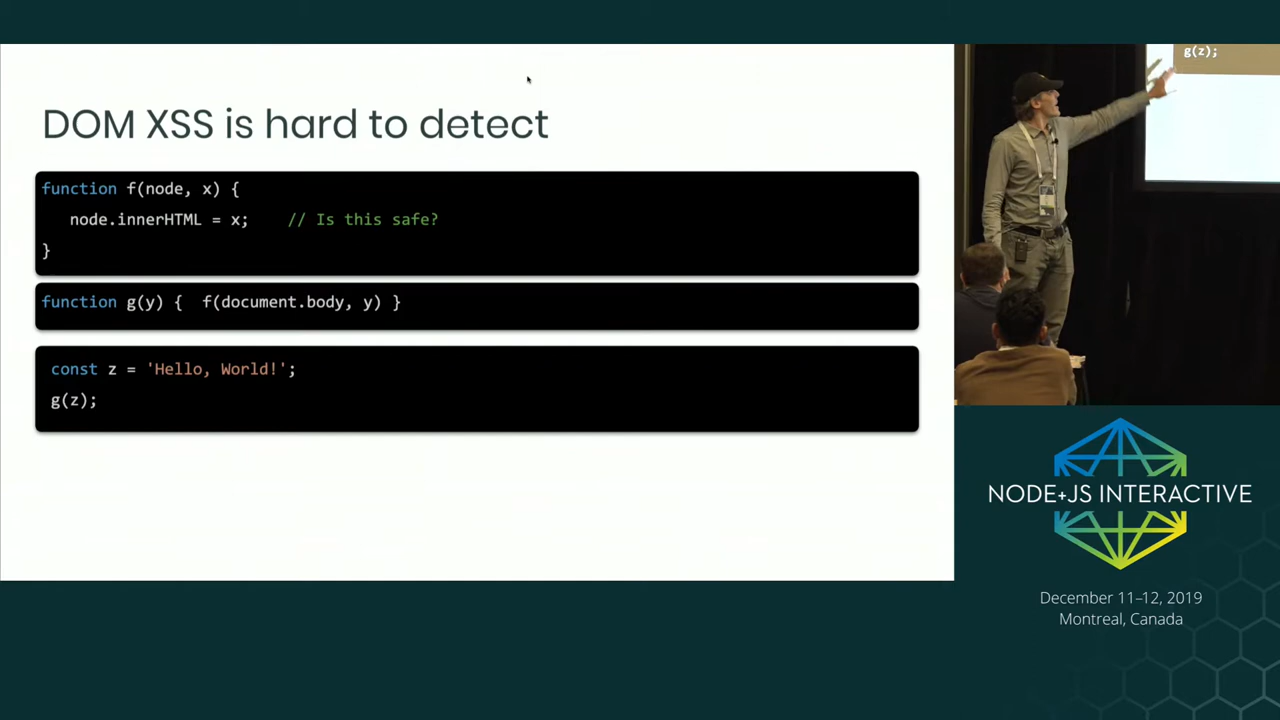 DOM XSS is hard to detect
function f(node, x) {
node.innerHTML = x; // Is this safe?
}
function g(y) { f(document.body, y) }
const z = 'Hello, World!';
g(z);
g(z);
NODE+JS INTERACTIVE
December 11–12, 2019
Montreal, Canada